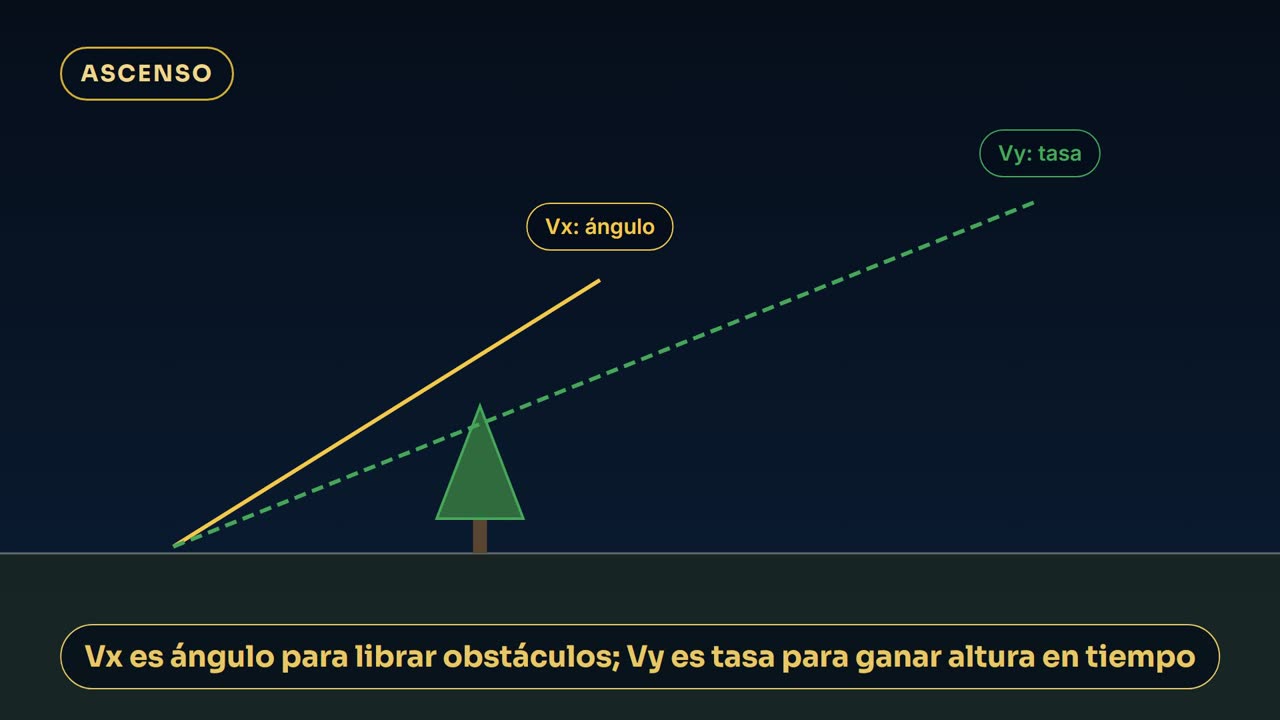 ASCENSO
Vy: tasa
Vx: ángulo
Vx es ángulo para librar obstáculos; Vy es tasa para ganar altura en tiempo